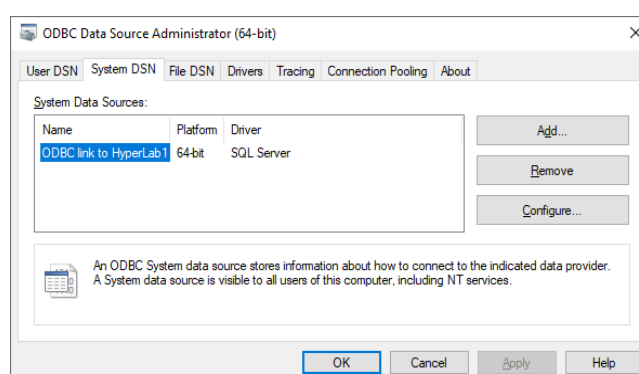 ODBC Data Source Administrator (64-bit)
User DSN System DSN File DSN Drivers Tracing Connection Pooling About
System Data Sources:
Name Platform Driver
ODBC link to HyperLab1 64-bit SQL Server
Add...
Remove
Configure...
An ODBC System data source stores information about how to connect to the indicated data provider.
A System data source is visible to all users of this computer, including NT services.
OK Cancel Apply Help